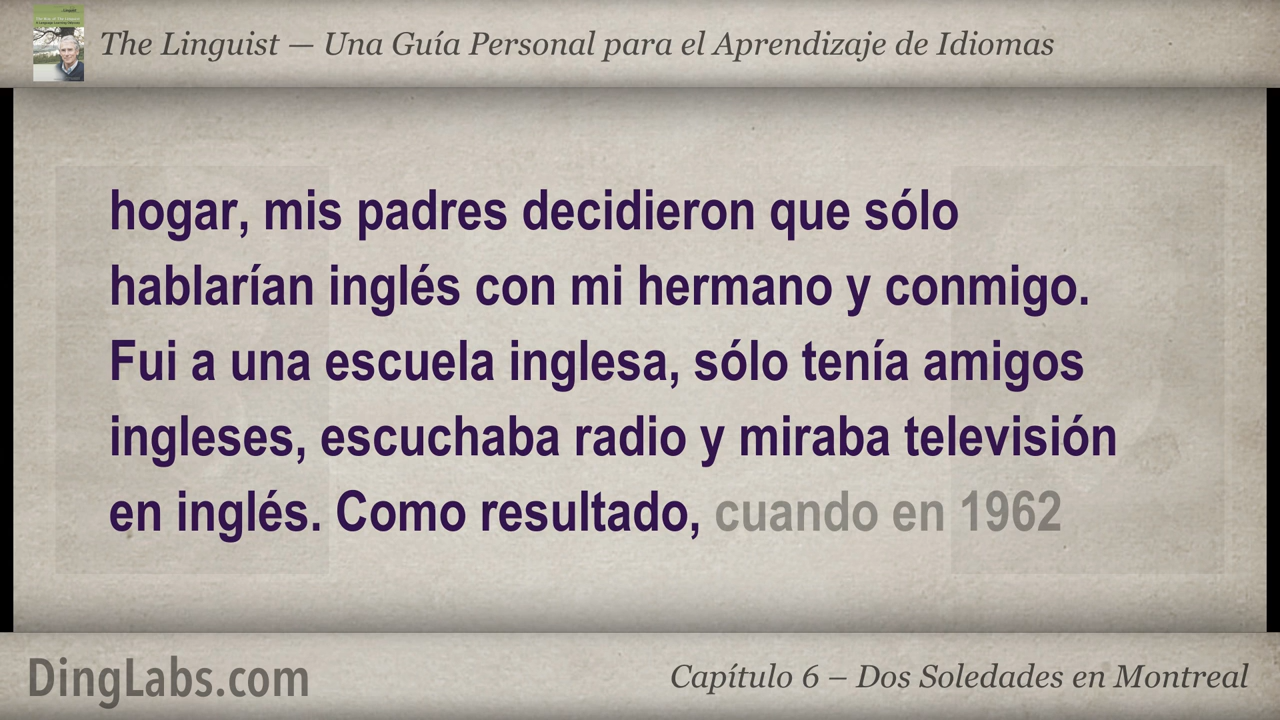 The Linguist — Una Guía Personal para el Aprendizaje de Idiomas
hogar, mis padres decidieron que sólo
hablarían inglés con mi hermano y conmigo.
Fui a una escuela inglesa, sólo tenía amigos
ingleses, escuchaba radio y miraba televisión
en inglés. Como resultado, cuando en 1962
DingLabs.com
Capítulo 6 – Dos Soledades en Montreal